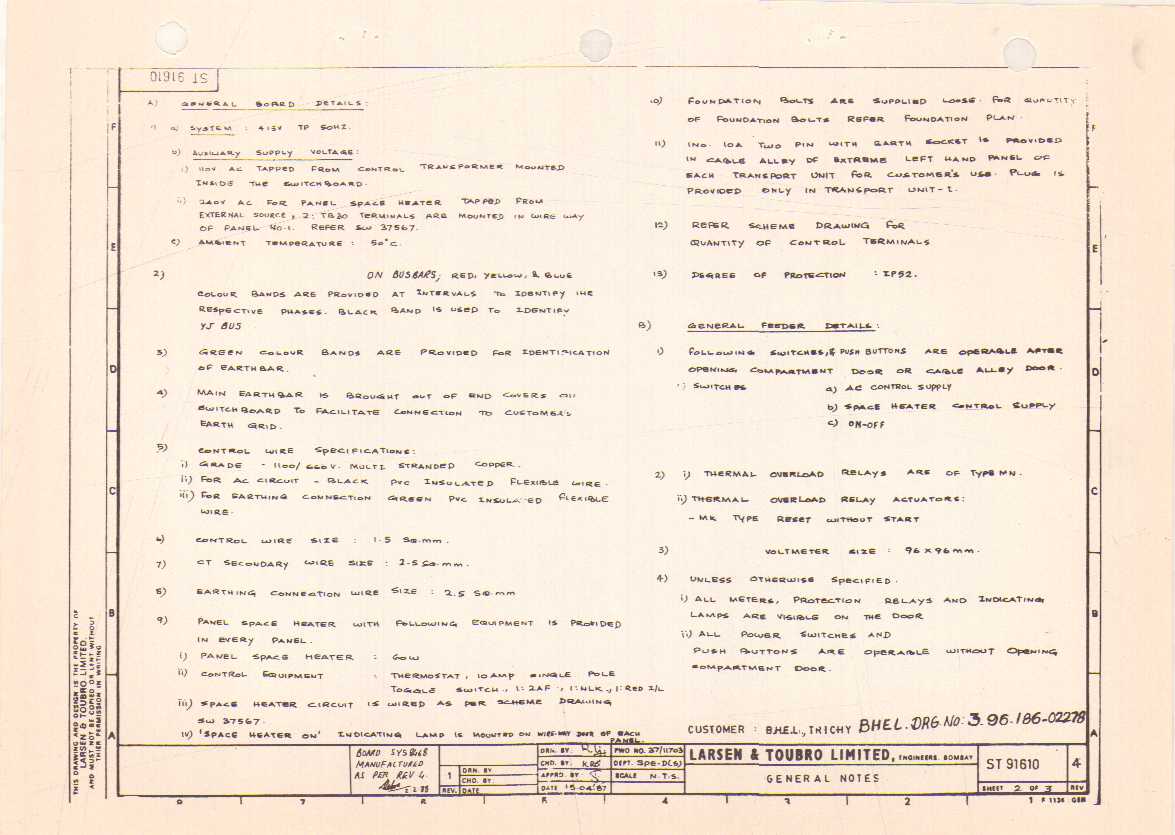 ST 91610
A) GENERAL BOARD DETAILS:
1) a) SYSTEM : 415V TP 50HZ.
b) AUXILIARY SUPPLY VOLTAGE:
i) 110V AC TAPPED FROM CONTROL TRANSFORMER MOUNTED
INSIDE THE SWITCHBOARD.
ii) 240V AC FOR PANEL SPACE HEATER TAPPED FROM
EXTERNAL SOURCE, 2: TB30 TERMINALS ARE MOUNTED IN WIRE WAY
OF PANEL NO.1. REFER SW 37567.
c) AMBIENT TEMPERATURE : 50°C.
2) ON BUSBARS, RED, YELLOW, & BLUE
COLOUR BANDS ARE PROVIDED AT INTERVALS TO IDENTIFY THE
RESPECTIVE PHASES. BLACK BAND IS USED TO IDENTIFY
BUS
3) GREEN COLOUR BANDS ARE PROVIDED FOR IDENTIFICATION
OF EARTHBAR.
4) MAIN EARTHBAR IS BROUGHT OUT OF END COVERS OF
SWITCHBOARD TO FACILITATE CONNECTION TO CUSTOMER'S
EARTH GRID.
5) CONTROL WIRE SPECIFICATIONS:
i) GRADE - 1100/660V. MULTI STRANDED COPPER.
ii) FOR AC CIRCUIT - BLACK PVC INSULATED FLEXIBLE WIRE.
iii) FOR EARTHING CONNECTION GREEN PVC INSULATED FLEXIBLE
WIRE.
6) CONTROL WIRE SIZE : 1.5 SQ.mm.
7) CT SECONDARY WIRE SIZE : 2.5 SQ.mm.
8) EARTHING CONNECTION WIRE SIZE : 2.5 SQ.mm
9) PANEL SPACE HEATER WITH FOLLOWING EQUIPMENT IS PROVIDED
IN EVERY PANEL.
i) PANEL SPACE HEATER : 60W
ii) CONTROL EQUIPMENT : THERMOSTAT, 10AMP SINGLE POLE
TOGGLE SWITCH, 1:2AF, 1:NLK, 1:RED I/L
iii) SPACE HEATER CIRCUIT IS WIRED AS PER SCHEME DRAWING
SW 37567.
iv) 'SPACE HEATER ON' INDICATING LAMP IS MOUNTED ON WIRE-WAY DOOR OF EACH
PANEL.
10) FOUNDATION BOLTS ARE SUPPLIED LOOSE. FOR QUANTITY
OF FOUNDATION BOLTS REFER FOUNDATION PLAN.
11) 1NO. 10A TWO PIN WITH EARTH SOCKET IS PROVIDED
IN CABLE ALLEY OF EXTREME LEFT HAND PANEL OF
EACH TRANSPORT UNIT FOR CUSTOMER'S USE. PLUG IS
PROVIDED ONLY IN TRANSPORT UNIT-1.
12) REFER SCHEME DRAWING FOR
QUANTITY OF CONTROL TERMINALS
13) DEGREE OF PROTECTION : IP52.
B) GENERAL FEEDER DETAILS:
1) FOLLOWING SWITCHES, & PUSH BUTTONS ARE OPERABLE AFTER
OPENING COMPARTMENT DOOR OR CABLE ALLEY DOOR.
i) SWITCHES a) AC CONTROL SUPPLY
b) SPACE HEATER CONTROL SUPPLY
c) ON-OFF
2) i) THERMAL OVERLOAD RELAYS ARE OF TYPE MN.
ii) THERMAL OVERLOAD RELAY ACTUATORS:
- MK TYPE RESET WITHOUT START
3) VOLTMETER SIZE : 96 X 96mm.
4) UNLESS OTHERWISE SPECIFIED.
i) ALL METERS, PROTECTION RELAYS AND INDICATING
LAMPS ARE VISIBLE ON THE DOOR
ii) ALL POWER SWITCHES AND
PUSH BUTTONS ARE OPERABLE WITHOUT OPENING
COMPARTMENT DOOR.
CUSTOMER : B.H.E.L., TRICHY BHEL. DRG. NO: 3.96.186-02278
F E D C B A
F E D C B A
THIS DRAWING AND DESIGN IS THE PROPERTY OF
LARSEN & TOUBRO LIMITED.
AND MUST NOT BE COPIED OR LENT WITHOUT
THEIR PERMISSION IN WRITING
BOARD SYS 8468
MANUFACTURED
AS PER REV 4.
1 DRN. BY
CHD. BY:
REV. DATE
DRN. BY:
CHD. BY: KRS
APPRD. BY
DATE 15.04.87
PWO NO. 37/11703
DEPT. SPE-D(S)
SCALE N.T.S.
LARSEN & TOUBRO LIMITED, ENGINEERS. BOMBAY
GENERAL NOTES
ST 91610
4
SHEET 2 OF 3 REV
8 7 6 5 4 3 2 1 F 1136 GSN